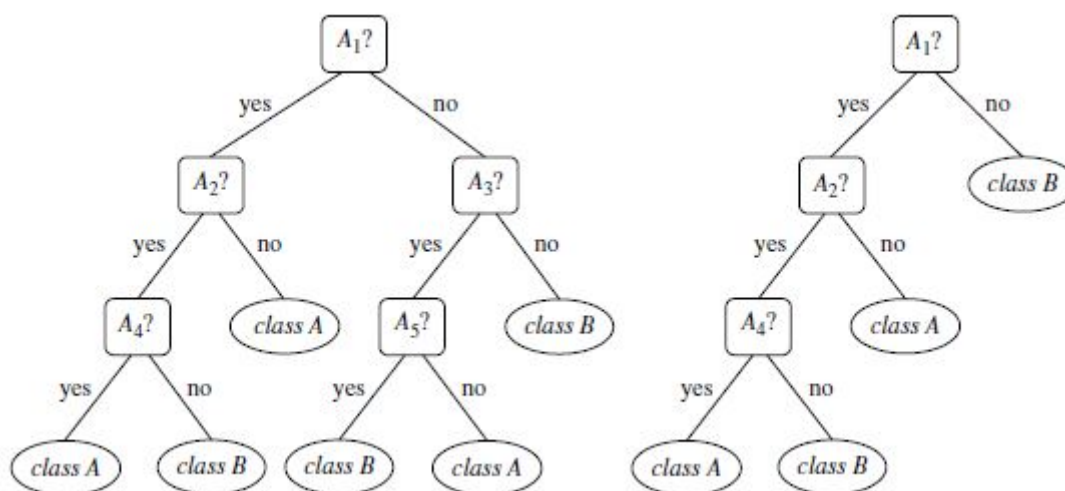 A₁? A₁?
yes no yes no
A₂? A₃? A₂? class B
yes no yes no yes no
A₄? class A A₅? class B A₄? class A
yes no yes no yes no
class A class B class B class A class A class B